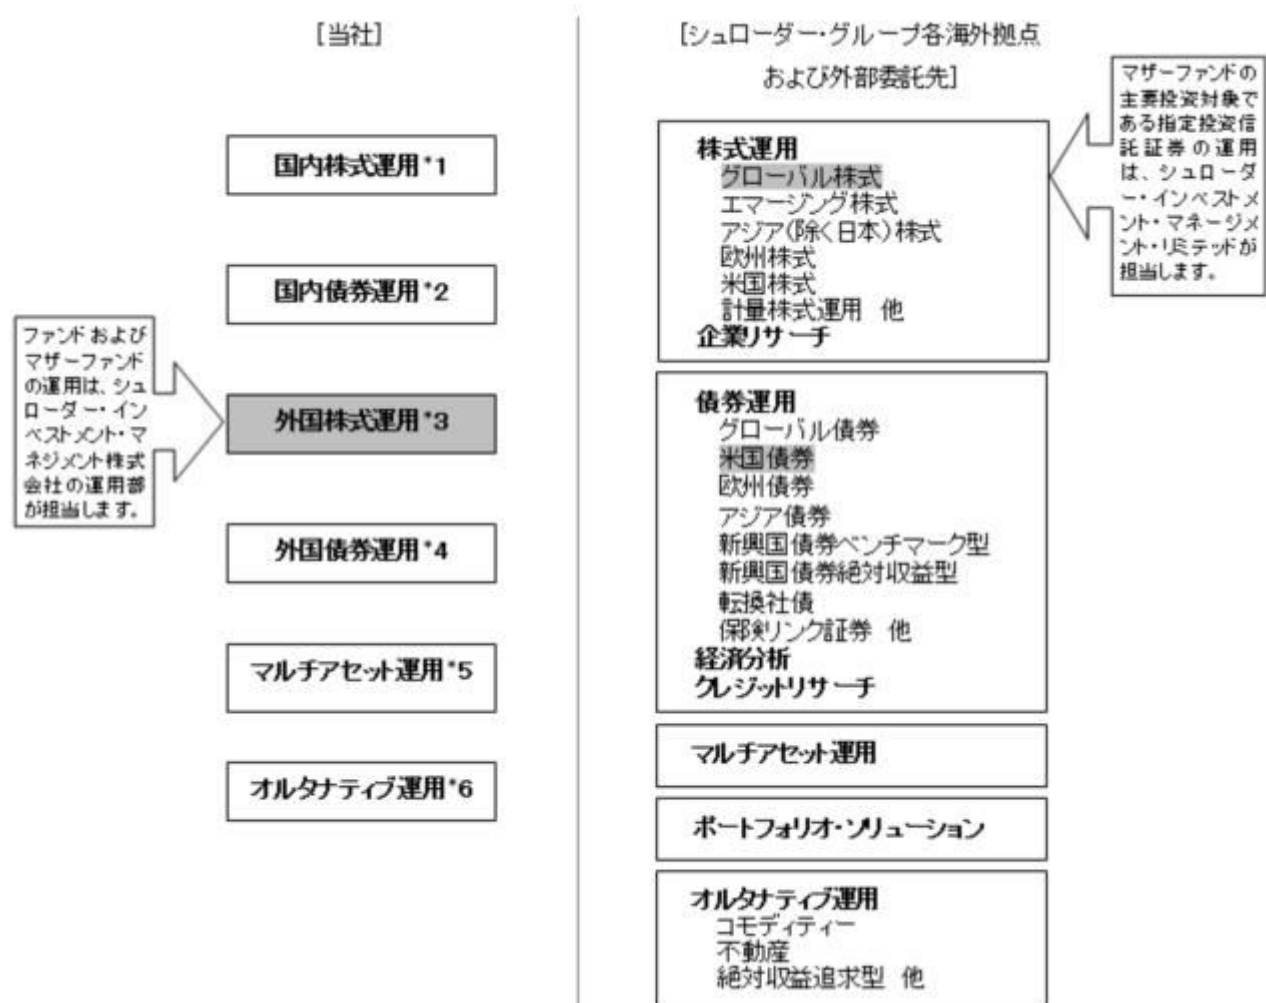 [当社]
国内株式運用*1
国内債券運用*2
ファンドおよび
マザーファンド
の運用は、シュ
ローダー・イン
ベストメント・マ
ネジメント株式
会社の運用部
が担当します。
外国株式運用*3
外国債券運用*4
マルチアセット運用*5
オルタナティブ運用*6
[シュローダー・グループ各海外拠点
および外部委託先]
マザーファンドの
主要投資対象で
ある指定投資信
託証券の運用
は、シュローダ
ー・インベストメ
ント・マネージメ
ント・リミテッドが
担当します。
株式運用
グローバル株式
エマージング株式
アジア(除く日本)株式
欧州株式
米国株式
計量株式運用 他
企業リサーチ
債券運用
グローバル債券
米国債券
欧州債券
アジア債券
新興国債券ベンチマーク型
新興国債券絶対収益型
転換社債
保険リンク証券 他
経済分析
クレジットリサーチ
マルチアセット運用
ポートフォリオ・ソリューション
オルタナティブ運用
コモディティー
不動産
絶対収益追求型 他